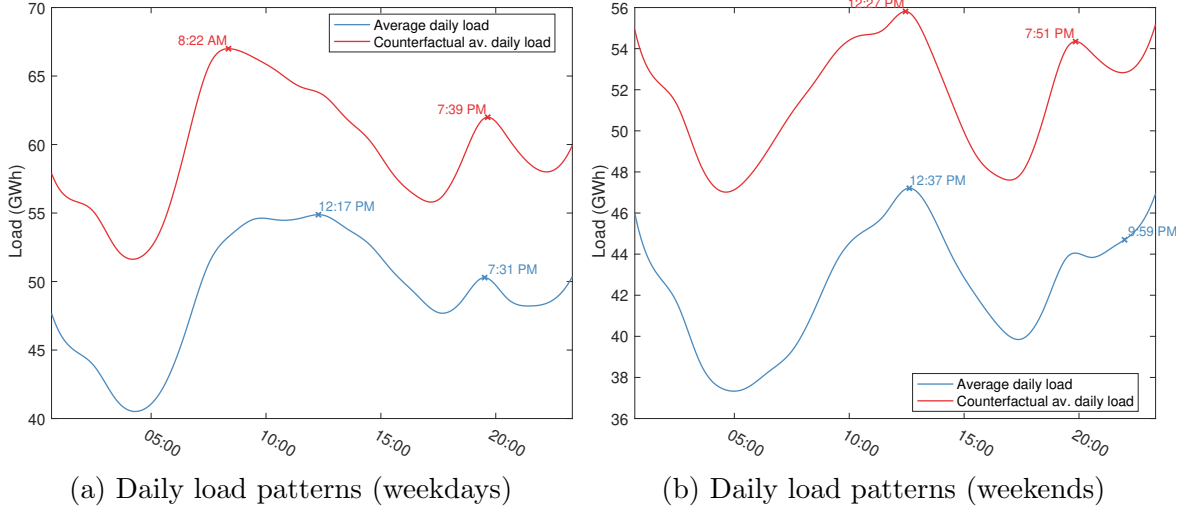 70
65
60
55
50
45
40
Load (GWh)
05:00
10:00
15:00
20:00
8:22 AM
7:39 PM
12:17 PM
7:31 PM
Average daily load
Counterfactual av. daily load
(a) Daily load patterns (weekdays)
56
54
52
50
48
46
44
42
40
38
36
Load (GWh)
05:00
10:00
15:00
20:00
12:27 PM
7:51 PM
12:37 PM
9:59 PM
Average daily load
Counterfactual av. daily load
(b) Daily load patterns (weekends)